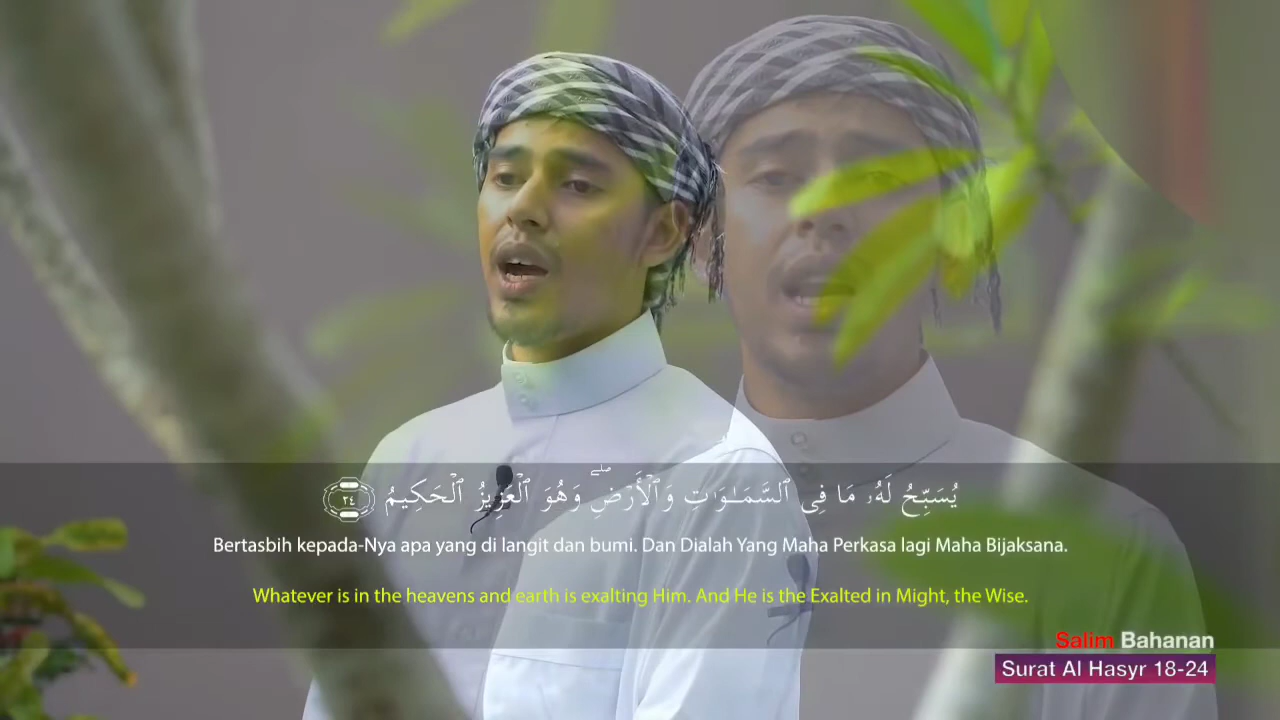 يُسَبِّحُ لَهُۥ مَا فِى ٱلسَّمَـٰوَٰتِ وَٱلْأَرْضِ ۖ وَهُوَ ٱلْعَزِيزُ ٱلْحَكِيمُ ٢٤
Bertasbih kepada-Nya apa yang di langit dan bumi. Dan Dialah Yang Maha Perkasa lagi Maha Bijaksana.
Whatever is in the heavens and earth is exalting Him. And He is the Exalted in Might, the Wise.
Salim Bahanan
Surat Al Hasyr 18-24